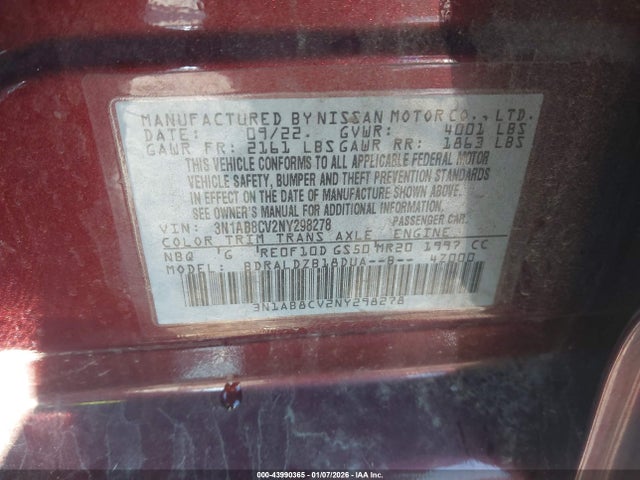 MANUFACTURED BY NISSAN MOTOR CO., LTD.
DATE: 09/22. GVWR: 4001 LBS
GAWR FR: 2161 LBS GAWR RR: 1863 LBS
THIS VEHICLE CONFORMS TO ALL APPLICABLE FEDERAL MOTOR
VEHICLE SAFETY, BUMPER AND THEFT PREVENTION STANDARDS
IN EFFECT ON THE DATE OF MANUFACTURE SHOWN ABOVE.
SEE OWNER'S MANUAL FOR ADDITIONAL INFORMATION.
VIN: 3N1AB8CV2NY298278 PASSENGER CAR.
COLOR TRIM TRANS AXLE ENGINE
NBQ G RE0F10D GS50 MR20 1997 CC
MODEL: BDRALDZB18DUA--B-- 4Z000
3N1AB8CV2NY298278
000-43990365 | 01/07/2026 - IAA, Inc.